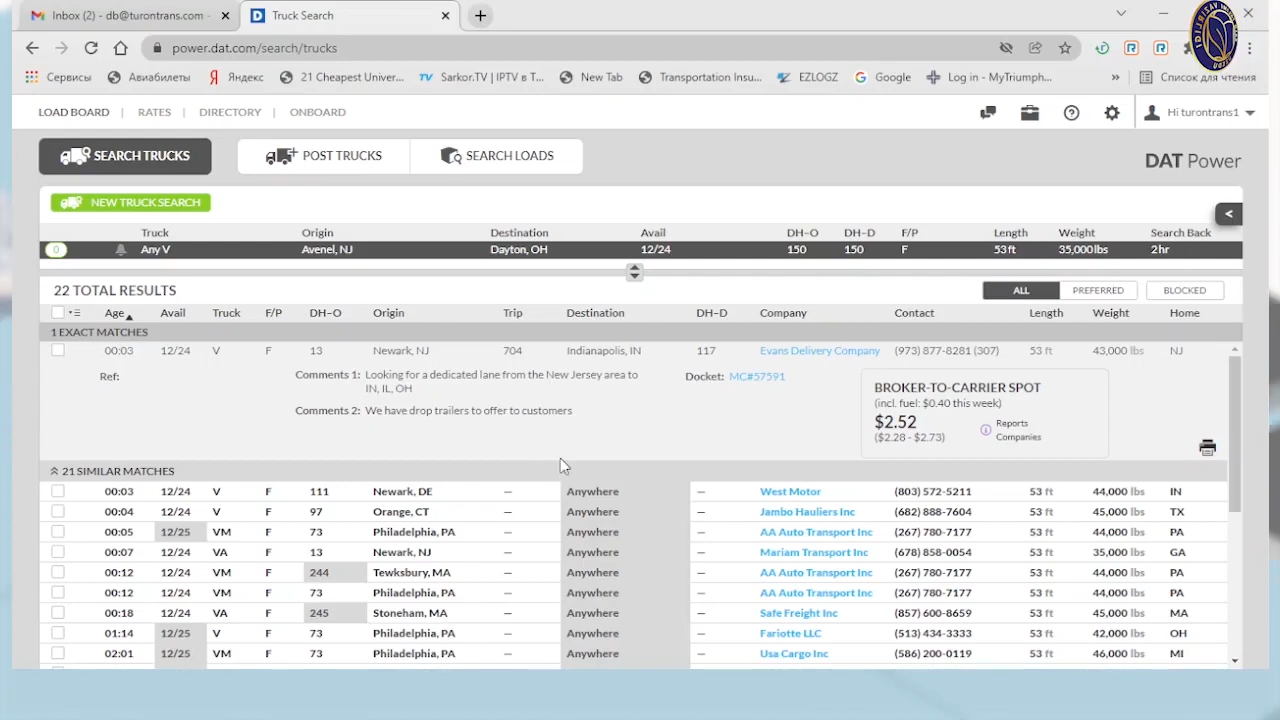 Inbox (2) - db@turontrans.com - Truck Search
power.dat.com/search/trucks
Сервисы Авиабилеты Яндекс 21 Cheapest Univer... Sarkor.TV | IPTV в Т... New Tab Transportation Insu... EZLOGZ Google Log in - MyTriumph... » Список для чтения
LOAD BOARD | RATES | DIRECTORY | ONBOARD Hi turontrans1
SEARCH TRUCKS POST TRUCKS SEARCH LOADS DAT Power
NEW TRUCK SEARCH
Truck Origin Destination Avail DH–O DH–D F/P Length Weight Search Back
0 Any V Avenel, NJ Dayton, OH 12/24 150 150 F 53 ft 35,000 lbs 2hr
22 TOTAL RESULTS ALL PREFERRED BLOCKED
Age Avail Truck F/P DH–O Origin Trip Destination DH–D Company Contact Length Weight Home
1 EXACT MATCHES
00:03 12/24 V F 13 Newark, NJ 704 Indianapolis, IN 117 Evans Delivery Company (973) 877-8281 (307) 53 ft 43,000 lbs NJ
Ref: Comments 1: Looking for a dedicated lane from the New Jersey area to Docket: MC#57591
IN, IL, OH
Comments 2: We have drop trailers to offer to customers
BROKER-TO-CARRIER SPOT
(incl. fuel: $0.40 this week)
$2.52 Reports
($2.28 - $2.73) Companies
21 SIMILAR MATCHES
00:03 12/24 V F 111 Newark, DE — Anywhere — West Motor (803) 572-5211 53 ft 44,000 lbs IN
00:04 12/24 V F 97 Orange, CT — Anywhere — Jambo Hauliers Inc (682) 888-7604 53 ft 45,000 lbs TX
00:05 12/25 VM F 73 Philadelphia, PA — Anywhere — AA Auto Transport Inc (267) 780-7177 53 ft 44,000 lbs PA
00:07 12/24 VA F 13 Newark, NJ — Anywhere — Mariam Transport Inc (678) 858-0054 53 ft 35,000 lbs GA
00:12 12/24 VM F 244 Tewksbury, MA — Anywhere — AA Auto Transport Inc (267) 780-7177 53 ft 44,000 lbs PA
00:12 12/24 VM F 73 Philadelphia, PA — Anywhere — AA Auto Transport Inc (267) 780-7177 53 ft 44,000 lbs PA
00:18 12/24 VA F 245 Stoneham, MA — Anywhere — Safe Freight Inc (857) 600-8659 53 ft 45,000 lbs MA
01:14 12/25 V F 73 Philadelphia, PA — Anywhere — Fariotte LLC (513) 434-3333 53 ft 42,000 lbs OH
02:01 12/25 VM F 73 Philadelphia, PA — Anywhere — Usa Cargo Inc (586) 200-0119 53 ft 46,000 lbs MI